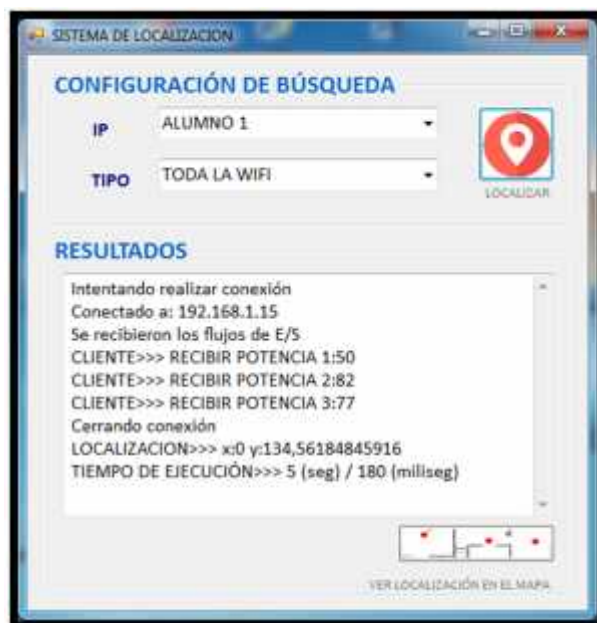 SISTEMA DE LOCALIZACION
CONFIGURACIÓN DE BÚSQUEDA
IP ALUMNO 1
TIPO TODA LA WIFI
LOCALIZAR
RESULTADOS
Intentando realizar conexión
Conectado a: 192.168.1.15
Se recibieron los flujos de E/S
CLIENTE>>> RECIBIR POTENCIA 1:50
CLIENTE>>> RECIBIR POTENCIA 2:82
CLIENTE>>> RECIBIR POTENCIA 3:77
Cerrando conexión
LOCALIZACION>>> x:0 y:134,56184845916
TIEMPO DE EJECUCIÓN>>> 5 (seg) / 180 (miliseg)
VER LOCALIZACIÓN EN EL MAPA